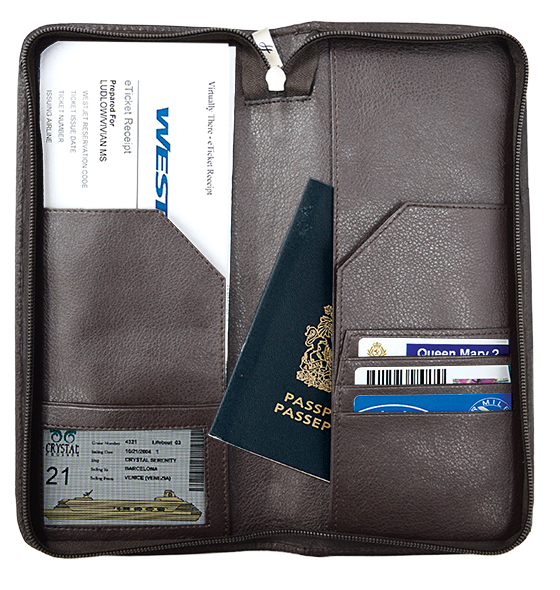 Virtually There - eTicket Receipt
WEST
eTicket Receipt
Prepared For
LUDLOW/VIVIAN MS
WESTJET RESERVATION CODE
TICKET ISSUE DATE
TICKET NUMBER
ISSUING AIRLINE
PASSP
PASSEP
Queen Mary 2
MIL
CRYSTAL
21
Cruise Number 4321 Lifeboat 03
Sailing Date 10/21/2004 1
Ship CRYSTAL SERENITY
Sailing To BARCELONA
Sailing From VENICE (VENEZIA)